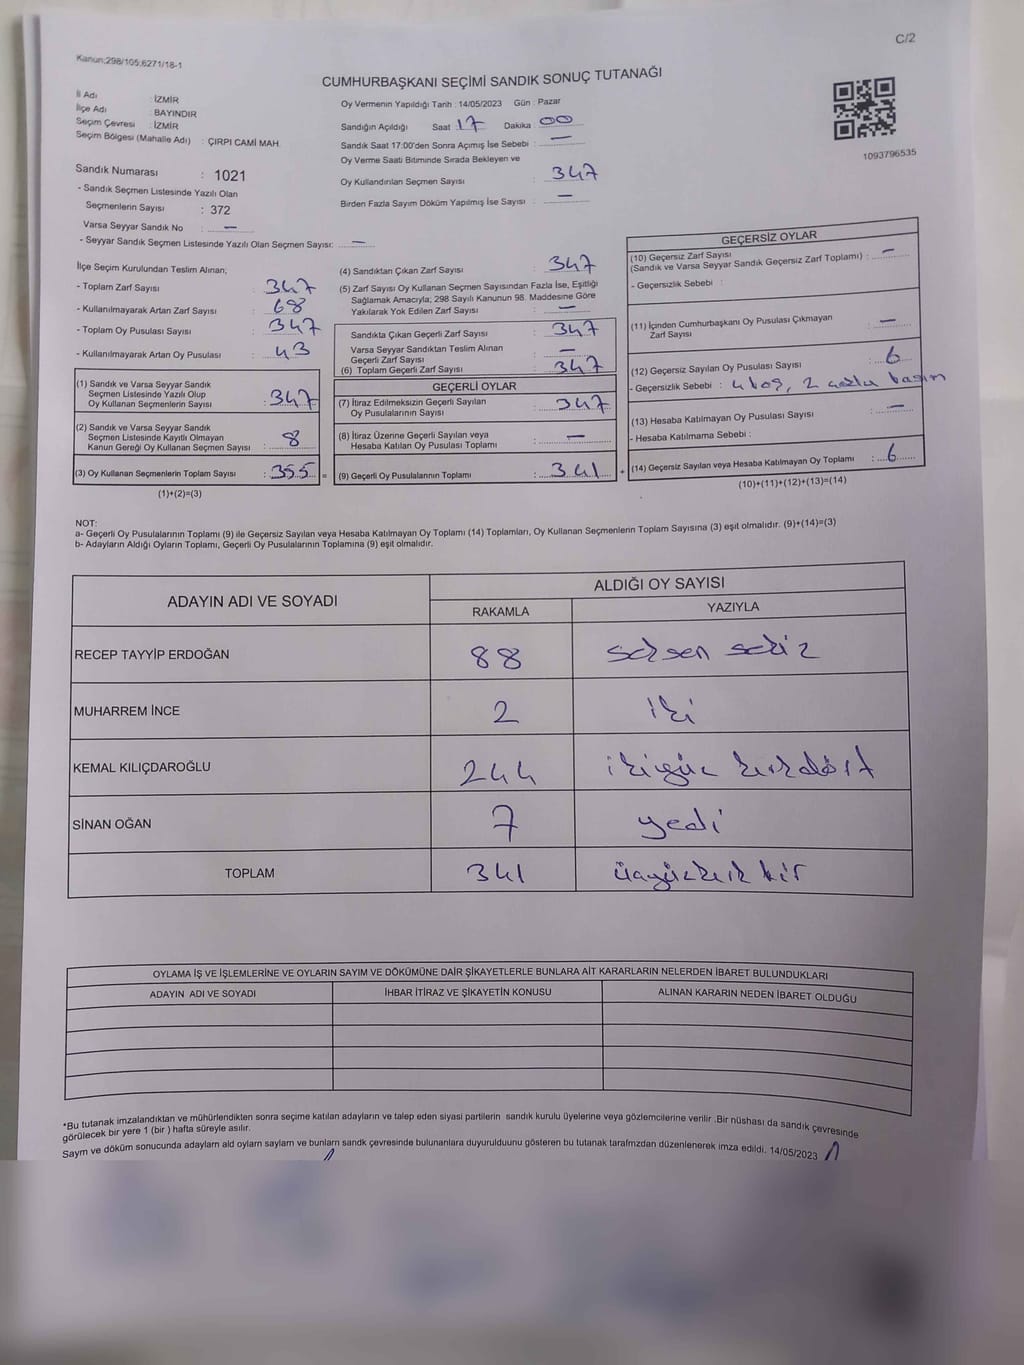 C/2
Kanun;298/105;6271/18-1
CUMHURBAŞKANI SEÇİMİ SANDIK SONUÇ TUTANAĞI
İl Adı : İZMİR
İlçe Adı : BAYINDIR
Seçim Çevresi : İZMİR
Seçim Bölgesi (Mahalle Adı) : ÇIRPI CAMİ MAH.
Sandık Numarası : 1021
- Sandık Seçmen Listesinde Yazılı Olan
Seçmenlerin Sayısı : 372
Varsa Seyyar Sandık No : —
- Seyyar Sandık Seçmen Listesinde Yazılı Olan Seçmen Sayısı: —
Oy Vermenin Yapıldığı Tarih : 14/05/2023 Gün : Pazar
Sandığın Açıldığı Saat 17 Dakika 00
Sandık Saat 17:00'den Sonra Açımış İse Sebebi : —
Oy Verme Saati Bitiminde Sırada Bekleyen ve
Oy Kullandırılan Seçmen Sayısı : 347
Birden Fazla Sayım Döküm Yapılmış İse Sayısı : —
1093796535
İlçe Seçim Kurulundan Teslim Alınan;
- Toplam Zarf Sayısı : 347
- Kullanılmayarak Artan Zarf Sayısı : 68
- Toplam Oy Pusulası Sayısı : 347
- Kullanılmayarak Artan Oy Pusulası : 43
(1) Sandık ve Varsa Seyyar Sandık
Seçmen Listesinde Yazılı Olup
Oy Kullanan Seçmenlerin Sayısı : 347
(2) Sandık ve Varsa Seyyar Sandık
Seçmen Listesinde Kayıtlı Olmayan
Kanun Gereği Oy Kullanan Seçmen Sayısı : 8
(3) Oy Kullanan Seçmenlerin Toplam Sayısı : 355 =
(1)+(2)=(3)
(4) Sandıktan Çıkan Zarf Sayısı : 347
(5) Zarf Sayısı Oy Kullanan Seçmen Sayısından Fazla İse, Eşitliği
Sağlamak Amacıyla; 298 Sayılı Kanunun 98. Maddesine Göre
Yakılarak Yok Edilen Zarf Sayısı : —
Sandıkta Çıkan Geçerli Zarf Sayısı : 347
Varsa Seyyar Sandıktan Teslim Alınan
Geçerli Zarf Sayısı : —
(6) Toplam Geçerli Zarf Sayısı : 347
GEÇERLİ OYLAR
(7) İtiraz Edilmeksizin Geçerli Sayılan
Oy Pusulalarının Sayısı : 347
(8) İtiraz Üzerine Geçerli Sayılan veya
Hesaba Katılan Oy Pusulası Toplamı : —
(9) Geçerli Oy Pusulalarının Toplamı : 341 +
GEÇERSİZ OYLAR
(10) Geçersiz Zarf Sayısı
(Sandık ve Varsa Seyyar Sandık Geçersiz Zarf Toplamı) : —
- Geçersizlik Sebebi :
(11) İçinden Cumhurbaşkanı Oy Pusulası Çıkmayan
Zarf Sayısı : —
(12) Geçersiz Sayılan Oy Pusulası Sayısı : 6
- Geçersizlik Sebebi : 4 boş, 2 fazla basım
(13) Hesaba Katılmayan Oy Pusulası Sayısı : —
- Hesaba Katılmama Sebebi :
(14) Geçersiz Sayılan veya Hesaba Katılmayan Oy Toplamı : 6
(10)+(11)+(12)+(13)=(14)
NOT:
a- Geçerli Oy Pusulalarının Toplamı (9) ile Geçersiz Sayılan veya Hesaba Katılmayan Oy Toplamı (14) Toplamları, Oy Kullanan Seçmenlerin Toplam Sayısına (3) eşit olmalıdır. (9)+(14)=(3)
b- Adayların Aldığı Oyların Toplamı, Geçerli Oy Pusulalarının Toplamına (9) eşit olmalıdır.
ADAYIN ADI VE SOYADI
ALDIĞI OY SAYISI
RAKAMLA YAZIYLA
RECEP TAYYİP ERDOĞAN 88 seksen sekiz
MUHARREM İNCE 2 iki
KEMAL KILIÇDAROĞLU 244 ikiyüz kırkdört
SİNAN OĞAN 7 yedi
TOPLAM 341 üçyüzkırk bir
OYLAMA İŞ VE İŞLEMLERİNE VE OYLARIN SAYIM VE DÖKÜMÜNE DAİR ŞİKAYETLERLE BUNLARA AİT KARARLARIN NELERDEN İBARET BULUNDUKLARI
ADAYIN ADI VE SOYADI İHBAR İTİRAZ VE ŞİKAYETİN KONUSU ALINAN KARARIN NEDEN İBARET OLDUĞU
*Bu tutanak imzalandıktan ve mühürlendikten sonra seçime katılan adayların ve talep eden siyasi partilerin sandık kurulu üyelerine veya gözlemcilerine verilir .Bir nüshası da sandık çevresinde
görülecek bir yere 1 (bir ) hafta süreyle asılır.
Saym ve döküm sonucunda adaylarn ald oylarn saylarn ve bunlarn sandk çevresinde bulunanlara duyurulduunu gösteren bu tutanak tarafmzdan düzenlenerek imza edildi. 14/05/2023